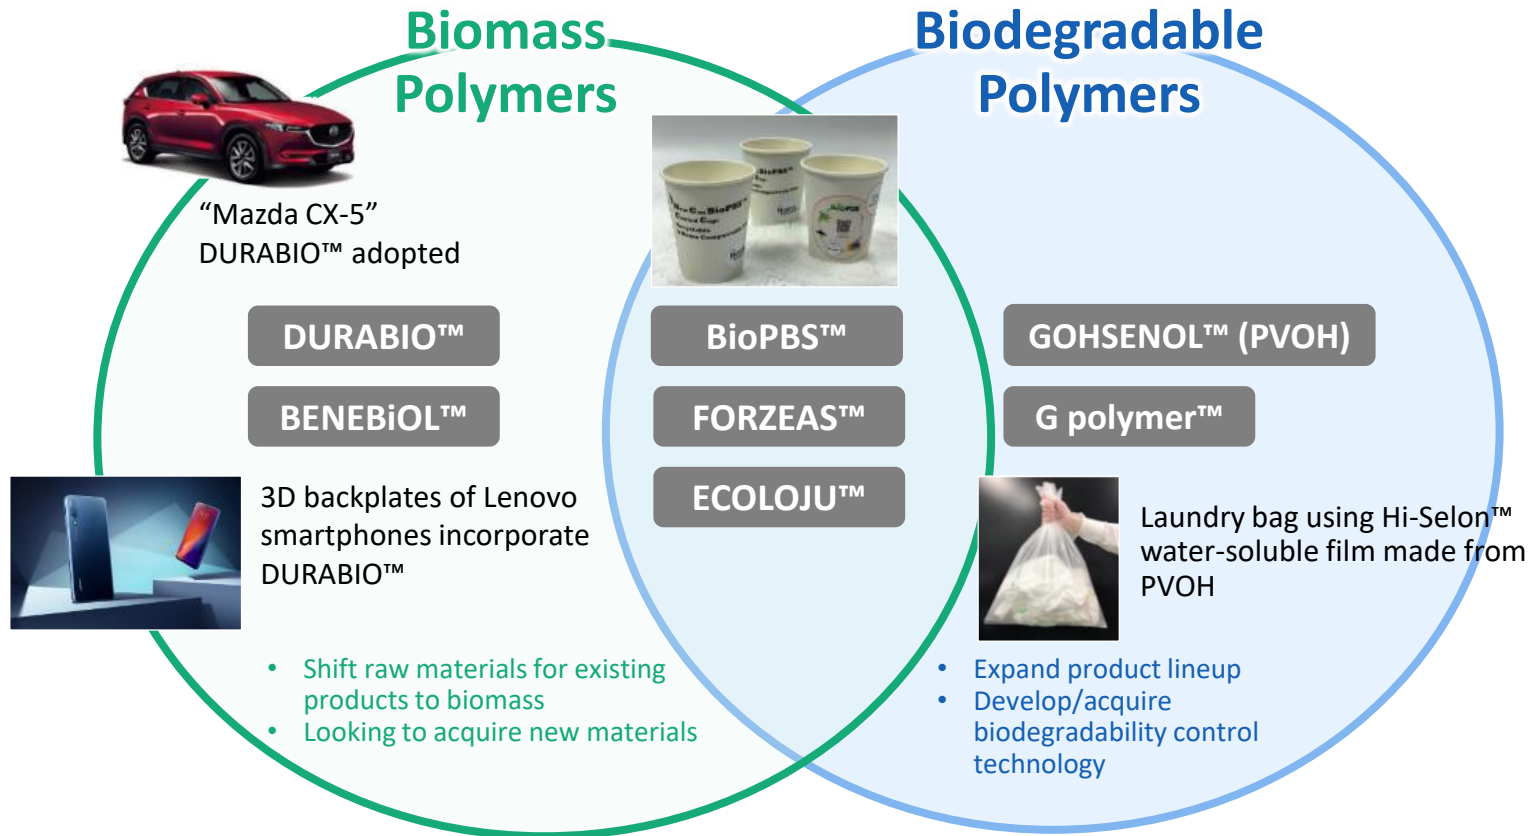 Biomass
Polymers
Biodegradable
Polymers
“Mazda CX-5”
DURABIO™ adopted
BioPBS™
DURABIO™
BioPBS™
GOHSENOL™ (PVOH)
BENEBiOL™
FORZEAS™
G polymer™
ECOLOJU™
3D backplates of Lenovo
smartphones incorporate
DURABIO™
Laundry bag using Hi-Selon™
water-soluble film made from
PVOH
• Shift raw materials for existing
products to biomass
• Looking to acquire new materials
• Expand product lineup
• Develop/acquire
biodegradability control
technology